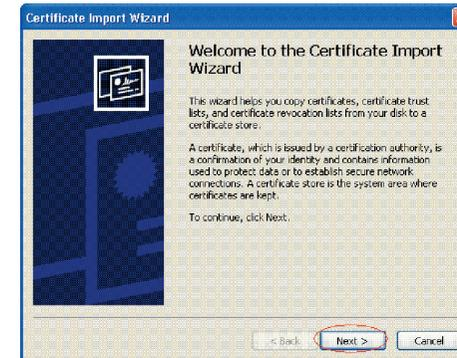 Certificate Import Wizard
Welcome to the Certificate Import
Wizard
This wizard helps you copy certificates, certificate trust
lists, and certificate revocation lists from your disk to a
certificate store.
A certificate, which is issued by a certification authority, is
a confirmation of your identity and contains information
used to protect data or to establish secure network
connections. A certificate store is the system area where
certificates are kept.
To continue, click Next.
< Back
Next >
Cancel